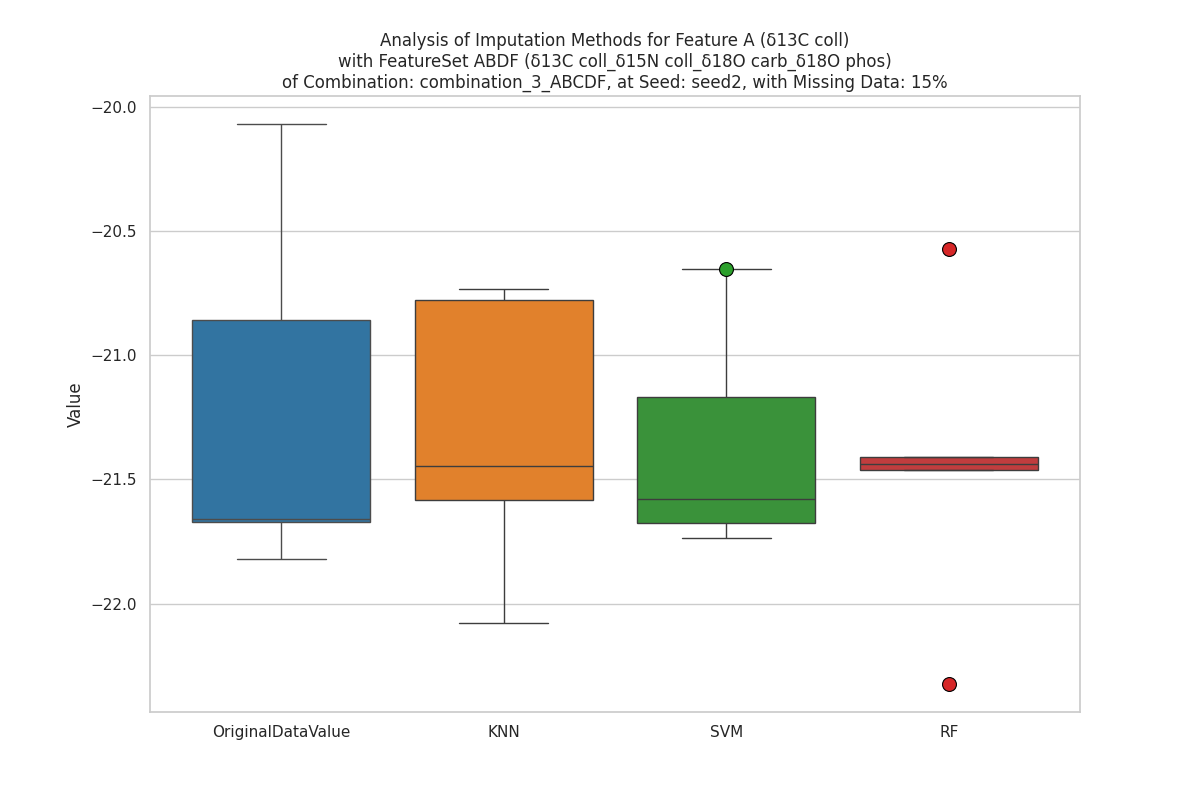 Analysis of Imputation Methods for Feature A (δ13C coll)
with FeatureSet ABDF (δ13C coll_δ15N coll_δ18O carb_δ18O phos)
of Combination: combination_3_ABCDF, at Seed: seed2, with Missing Data: 15%
−20.0
−20.5
−21.0
−21.5
−22.0
Value
OriginalDataValue
KNN
SVM
RF